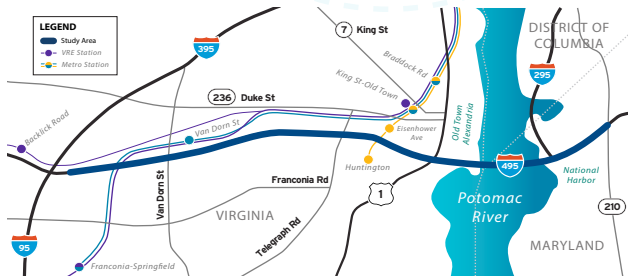 LEGEND
Study Area
VRE Station
Metro Station
395
7
King St
Braddock Rd
DISTRICT OF
COLUMBIA
295
King St-Old Town
236
Duke St
Old Town
Alexandria
Backlick Road
Van Dorn St
Eisenhower
Ave
Huntington
495
National
Harbor
Van Dorn St
Franconia Rd
1
Potomac
River
210
VIRGINIA
Telegraph Rd
95
MARYLAND
Franconia-Springfield